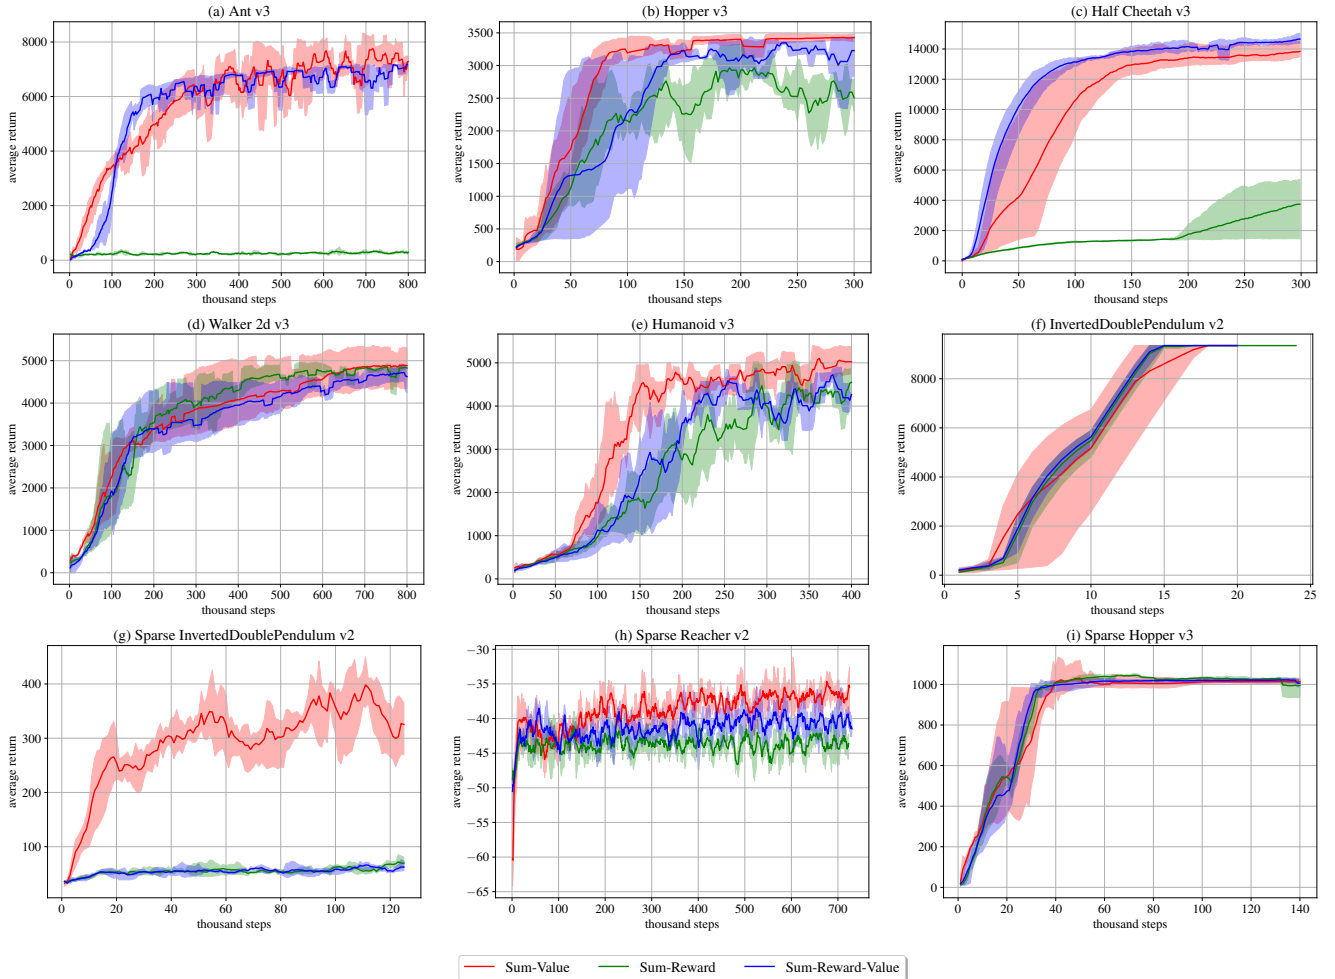 (a) Ant v3
8000
6000
4000
2000
0
average return
0 100 200 300 400 500 600 700 800
thousand steps
(b) Hopper v3
3500
3000
2500
2000
1500
1000
500
0
average return
0 50 100 150 200 250 300
thousand steps
(c) Half Cheetah v3
14000
12000
10000
8000
6000
4000
2000
0
average return
0 50 100 150 200 250 300
thousand steps
(d) Walker 2d v3
5000
4000
3000
2000
1000
0
average return
0 100 200 300 400 500 600 700 800
thousand steps
(e) Humanoid v3
5000
4000
3000
2000
1000
0
average return
0 50 100 150 200 250 300 350 400
thousand steps
(f) InvertedDoublePendulum v2
8000
6000
4000
2000
0
average return
0 5 10 15 20 25
thousand steps
(g) Sparse InvertedDoublePendulum v2
400
300
200
100
average return
0 20 40 60 80 100 120
thousand steps
(h) Sparse Reacher v2
−30
−35
−40
−45
−50
−55
−60
−65
average return
0 100 200 300 400 500 600 700
thousand steps
(i) Sparse Hopper v3
1000
800
600
400
200
0
average return
0 20 40 60 80 100 120 140
thousand steps
Sum-Value Sum-Reward Sum-Reward-Value